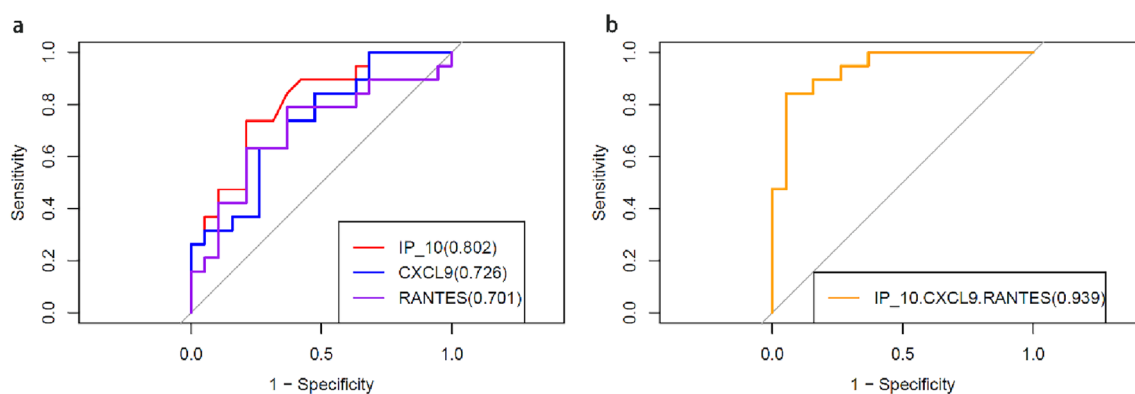 a
Sensitivity
1.0
0.8
0.6
0.4
0.2
0.0
IP_10(0.802)
CXCL9(0.726)
RANTES(0.701)
0.0 0.5 1.0
1 − Specificity
b
Sensitivity
1.0
0.8
0.6
0.4
0.2
0.0
IP_10.CXCL9.RANTES(0.939)
0.0 0.5 1.0
1 − Specificity